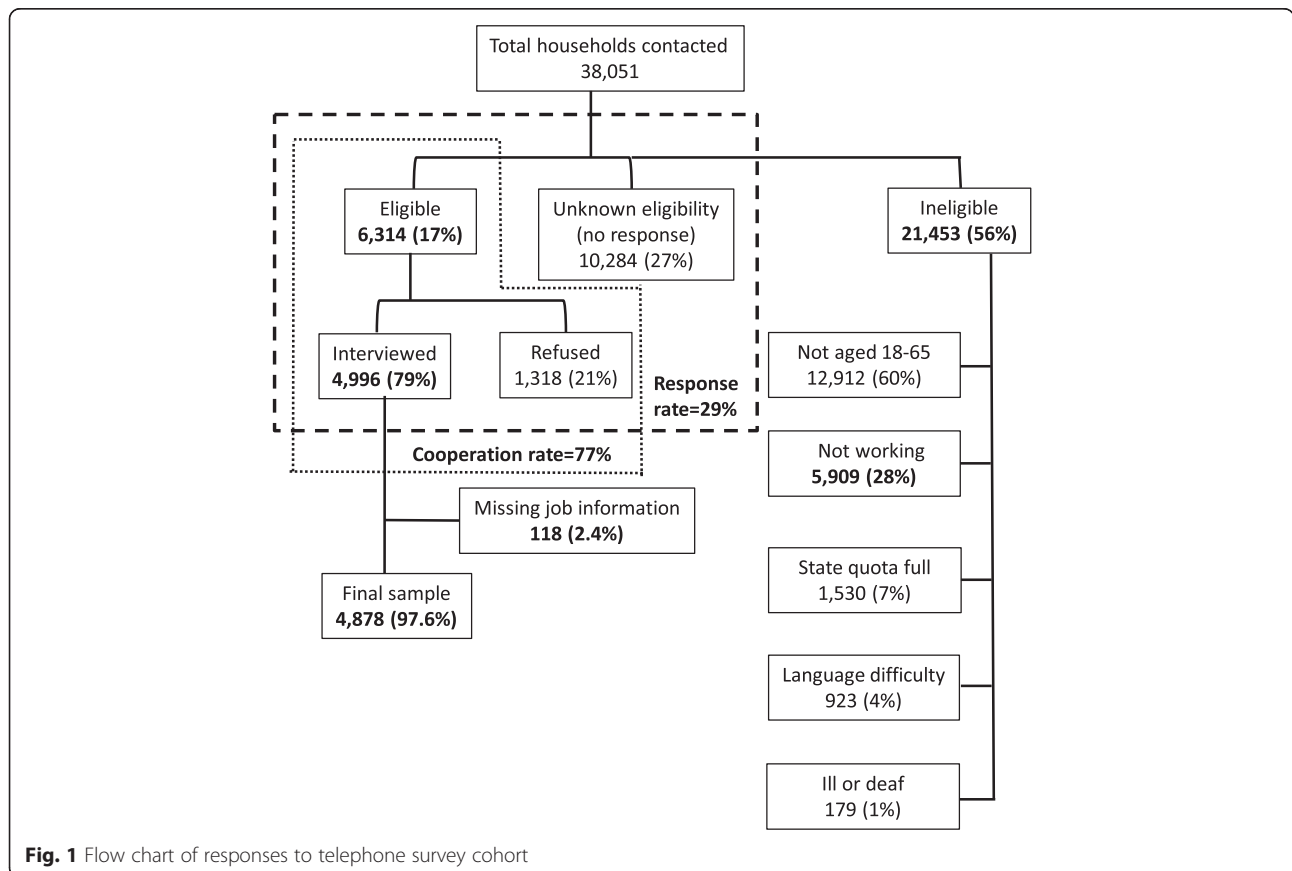 Total households contacted
38,051
Eligible
6,314 (17%)
Unknown eligibility
(no response)
10,284 (27%)
Ineligible
21,453 (56%)
Interviewed
4,996 (79%)
Refused
1,318 (21%)
Response
rate=29%
Cooperation rate=77%
Missing job information
118 (2.4%)
Final sample
4,878 (97.6%)
Not aged 18-65
12,912 (60%)
Not working
5,909 (28%)
State quota full
1,530 (7%)
Language difficulty
923 (4%)
Ill or deaf
179 (1%)
Fig. 1 Flow chart of responses to telephone survey cohort